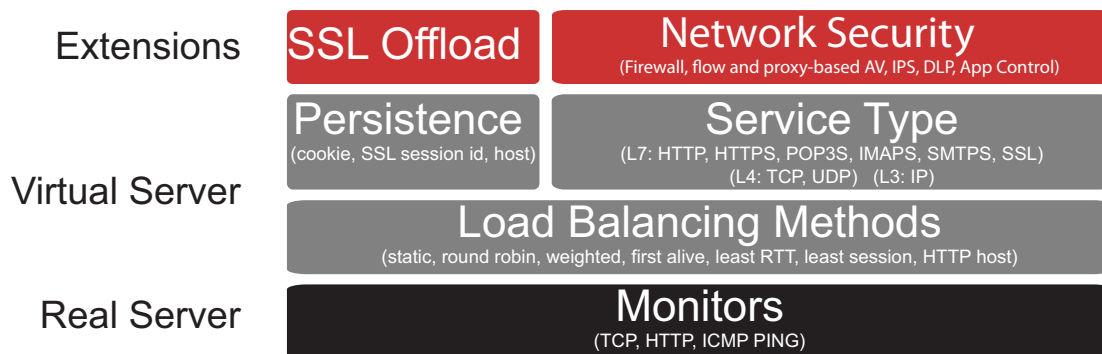 Extensions
SSL Offload
Network Security
(Firewall, flow and proxy-based AV, IPS, DLP, App Control)
Virtual Server
Persistence
(cookie, SSL session id, host)
Service Type
(L7: HTTP, HTTPS, POP3S, IMAPS, SMTPS, SSL)
(L4: TCP, UDP) (L3: IP)
Load Balancing Methods
(static, round robin, weighted, first alive, least RTT, least session, HTTP host)
Real Server
Monitors
(TCP, HTTP, ICMP PING)